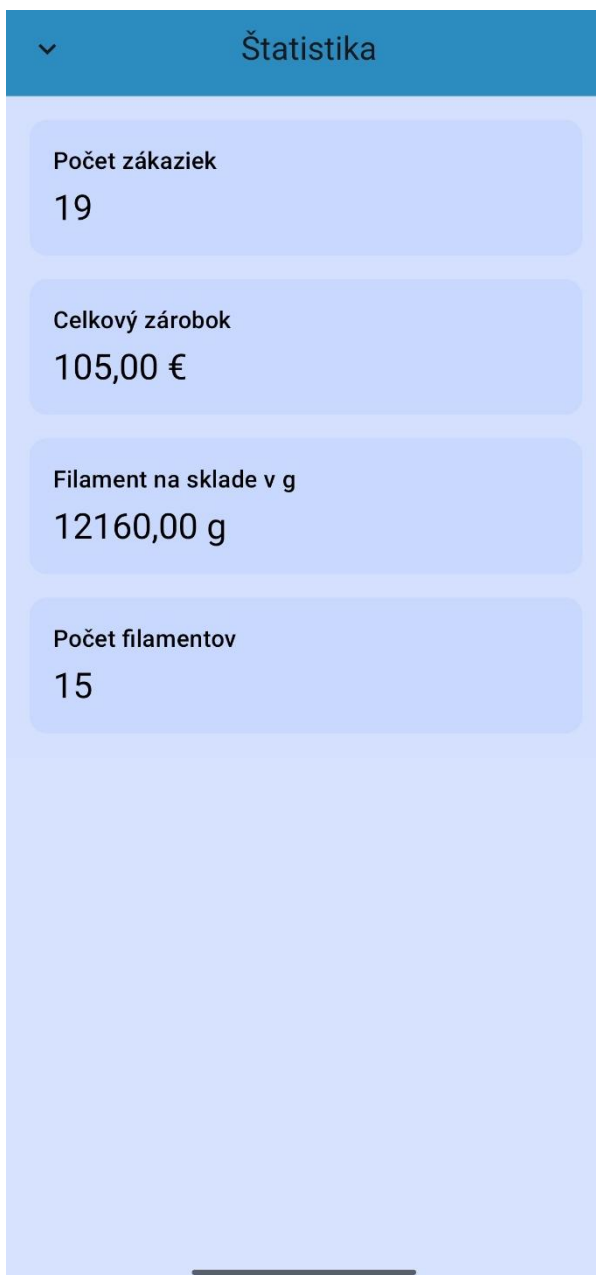 Štatistika
Počet zákaziek
19
Celkový zárobok
105,00 €
Filament na sklade v g
12160,00 g
Počet filamentov
15